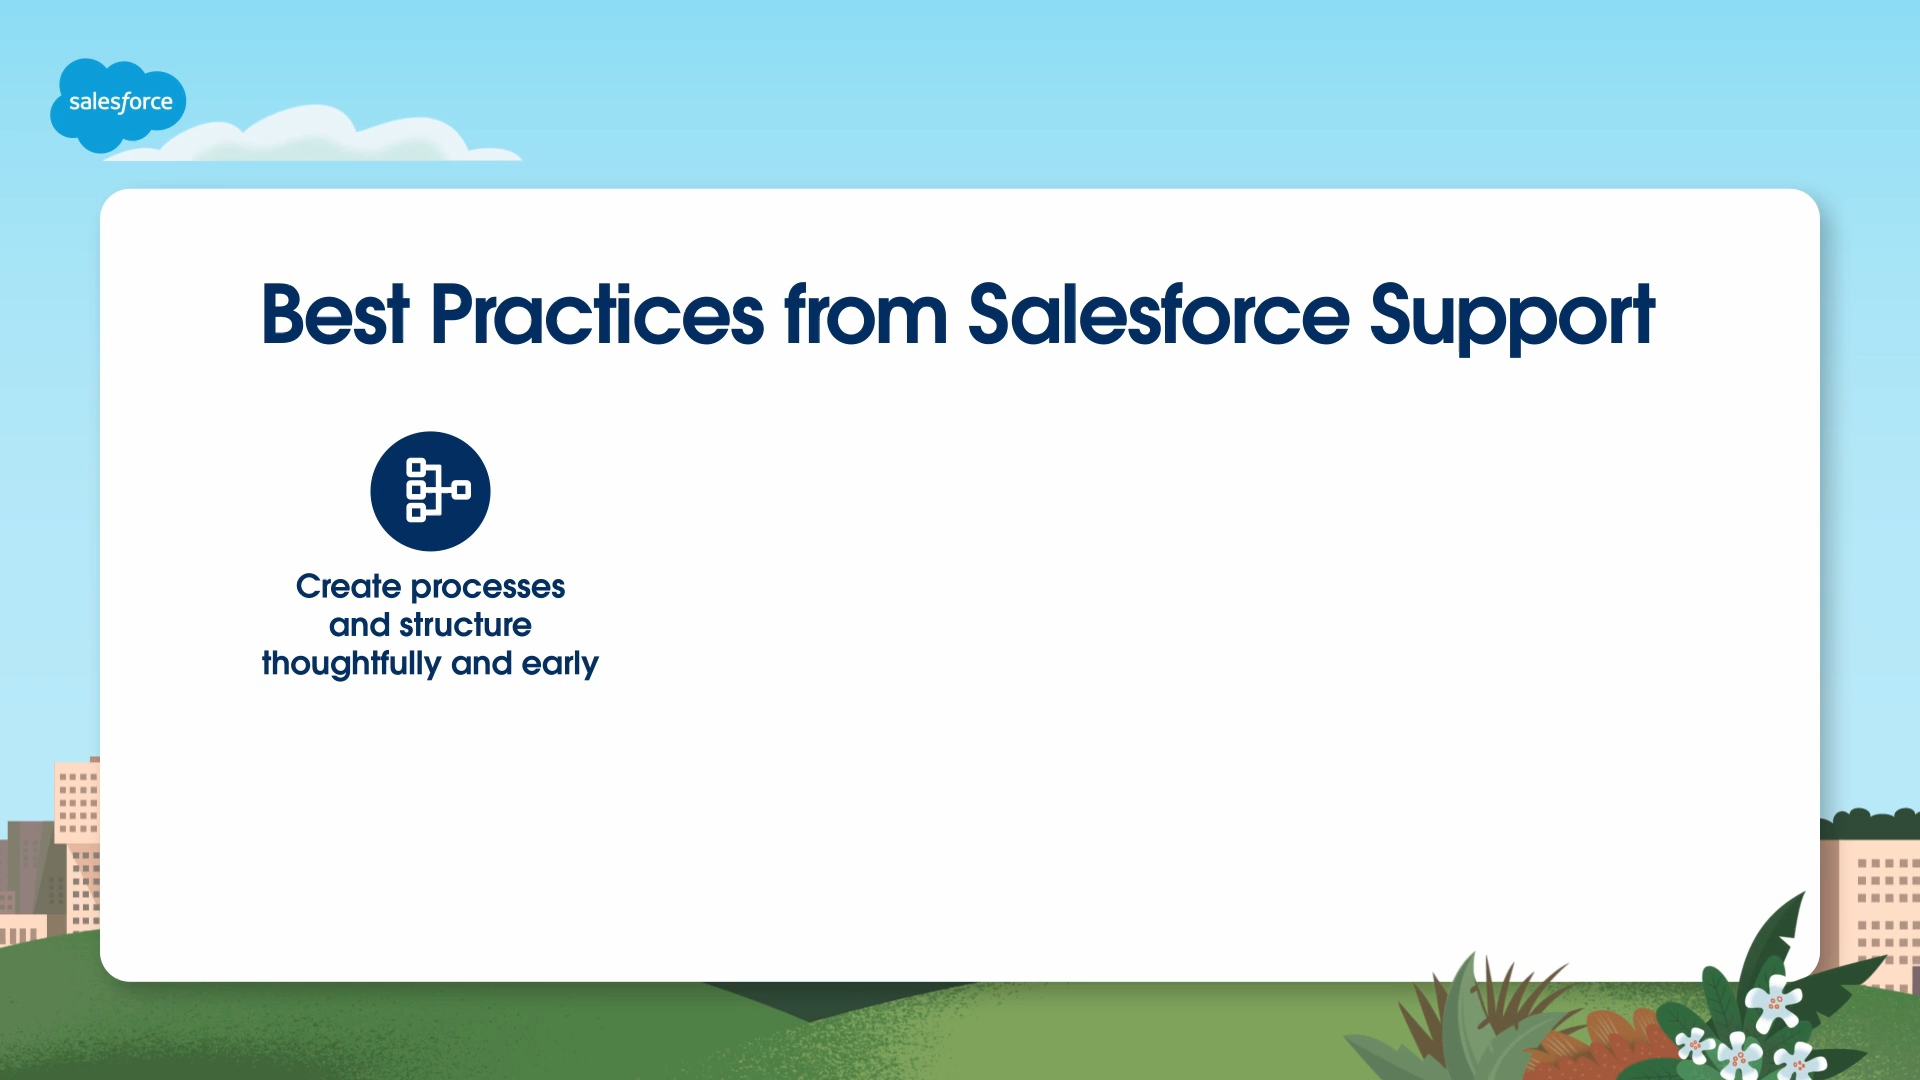 salesforce
Best Practices from Salesforce Support
Create processes
and structure
thoughtfully and early